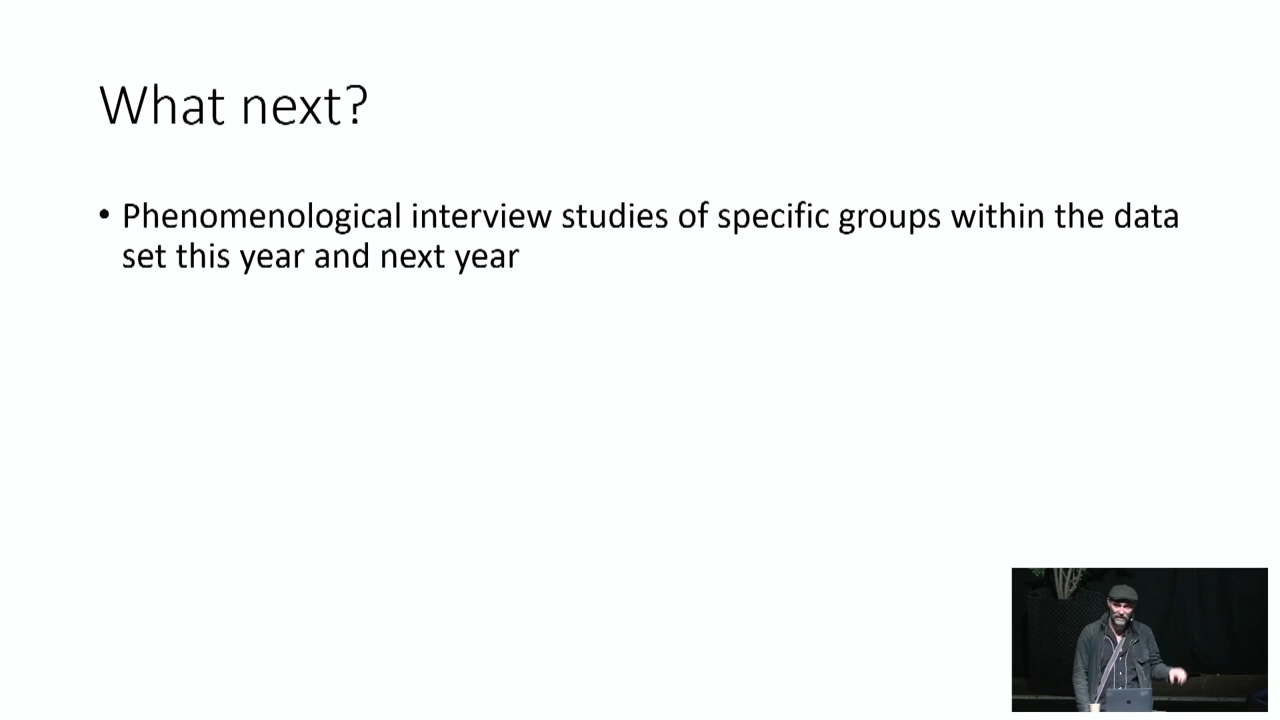 What next?
• Phenomenological interview studies of specific groups within the data
set this year and next year